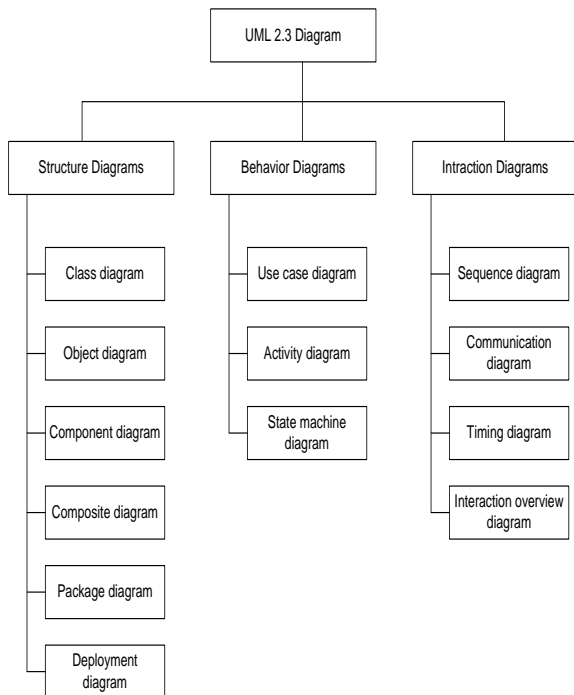 UML 2.3 Diagram
Structure Diagrams
Behavior Diagrams
Intraction Diagrams
Class diagram
Object diagram
Component diagram
Composite diagram
Package diagram
Deployment
diagram
Use case diagram
Activity diagram
State machine
diagram
Sequence diagram
Communication
diagram
Timing diagram
Interaction overview
diagram